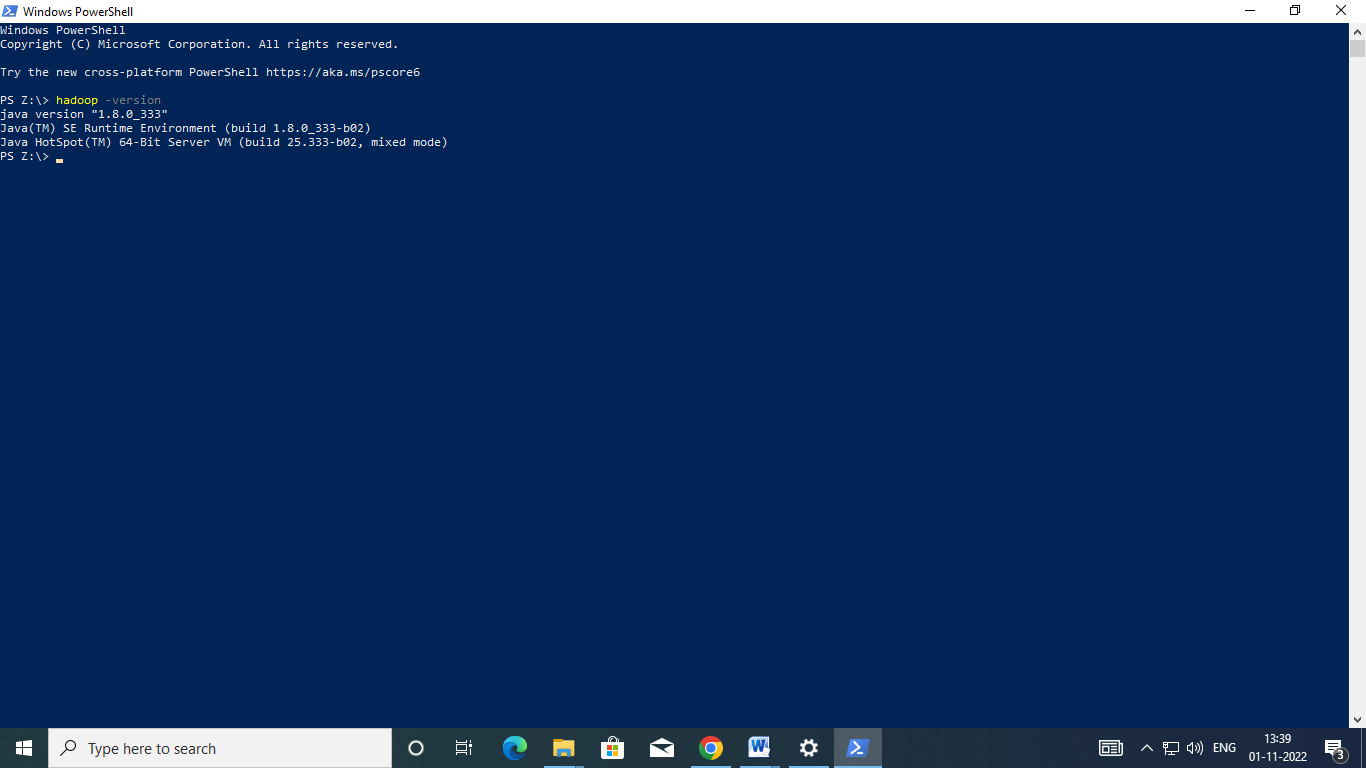 Windows PowerShell
Windows PowerShell
Copyright (C) Microsoft Corporation. All rights reserved.
Try the new cross-platform PowerShell https://aka.ms/pscore6
PS Z:\> hadoop -version
java version "1.8.0_333"
Java(TM) SE Runtime Environment (build 1.8.0_333-b02)
Java HotSpot(TM) 64-Bit Server VM (build 25.333-b02, mixed mode)
PS Z:\>
Type here to search
W
ENG
13:39
01-11-2022
3